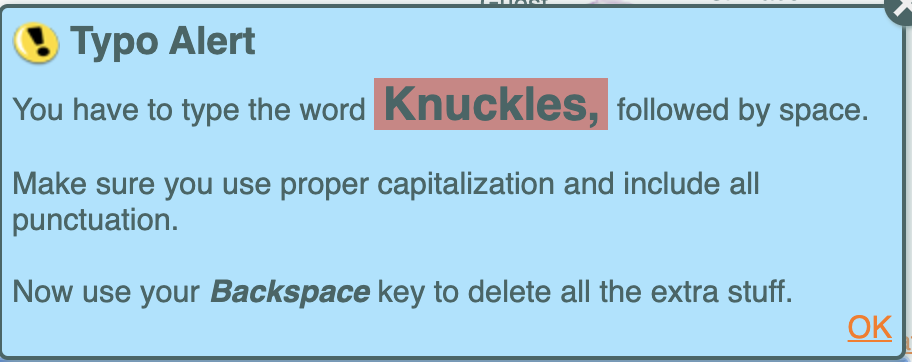 Typo Alert
You have to type the word Knuckles, followed by space.
Make sure you use proper capitalization and include all
punctuation.
Now use your Backspace key to delete all the extra stuff.
OK